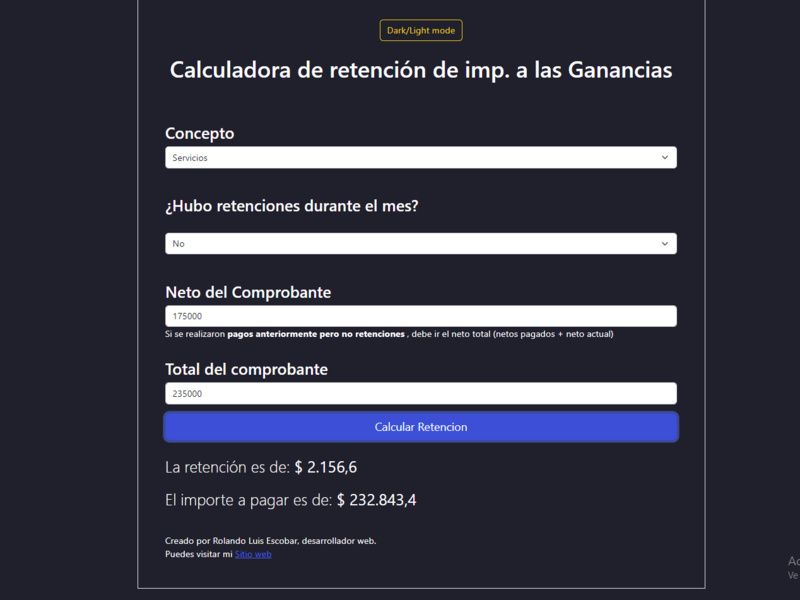 Dark/Light mode
Calculadora de retención de imp. a las Ganancias
Concepto
Servicios
¿Hubo retenciones durante el mes?
No
Neto del Comprobante
175000
Si se realizaron pagos anteriormente pero no retenciones , debe ir el neto total (netos pagados + neto actual)
Total del comprobante
235000
Calcular Retencion
La retención es de: $ 2.156,6
El importe a pagar es de: $ 232.843,4
Creado por Rolando Luis Escobar, desarrollador web.
Puedes visitar mi Sitio web
Ve